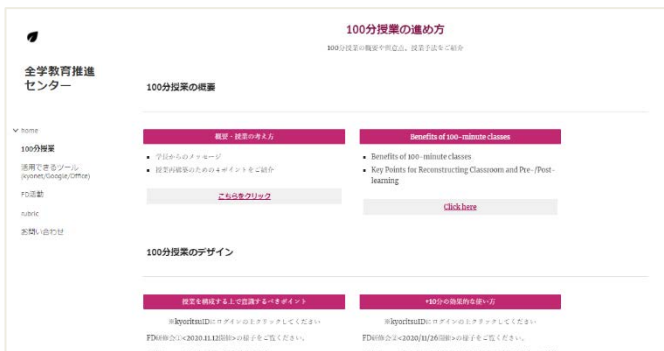 100分授業の進め方
100分授業の概要や留意点、授業手法をご紹介
全学教育推進
センター
home
100分授業
活用できるツール
(kyonet/Google/Office)
FD活動
rubric
お問い合わせ
100分授業の概要
概要・授業の考え方
学長からのメッセージ
授業再構築のための4ポイントをご紹介
こちらをクリック
Benefits of 100-minute classes
Benefits of 100-minute classes
Key Points for Reconstructing Classroom and Pre-/Post-
learning
Click here
100分授業のデザイン
授業を構成する上で意識するべきポイント
※kyoritsuIDにログインの上クリックしてください
FD研修会①<2020.11.12開催>の様子をご覧ください。
+10分の効果的な使い方
※kyoritsuIDにログインの上クリックしてください
FD研修会②<2020/11/26開催>の様子をご覧ください。